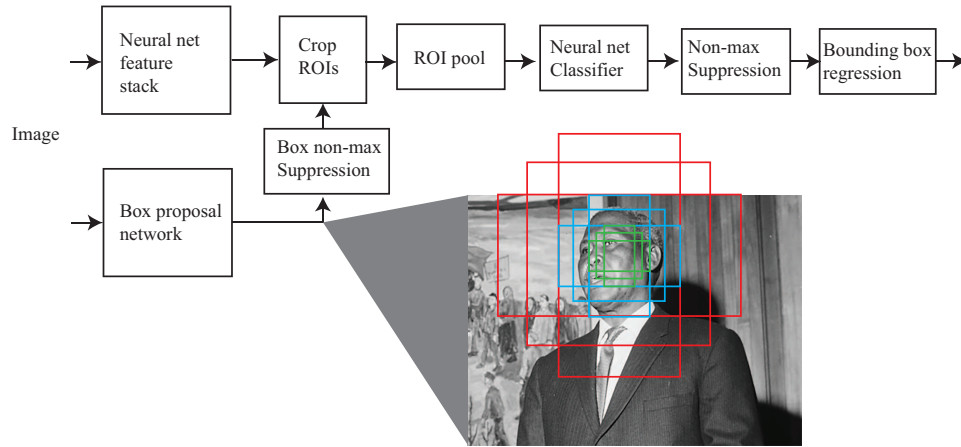 Neural net
feature
stack
Crop
ROIs
ROI pool
Neural net
Classifier
Non-max
Suppression
Bounding box
regression
Image
Box non-max
Suppression
Box proposal
network